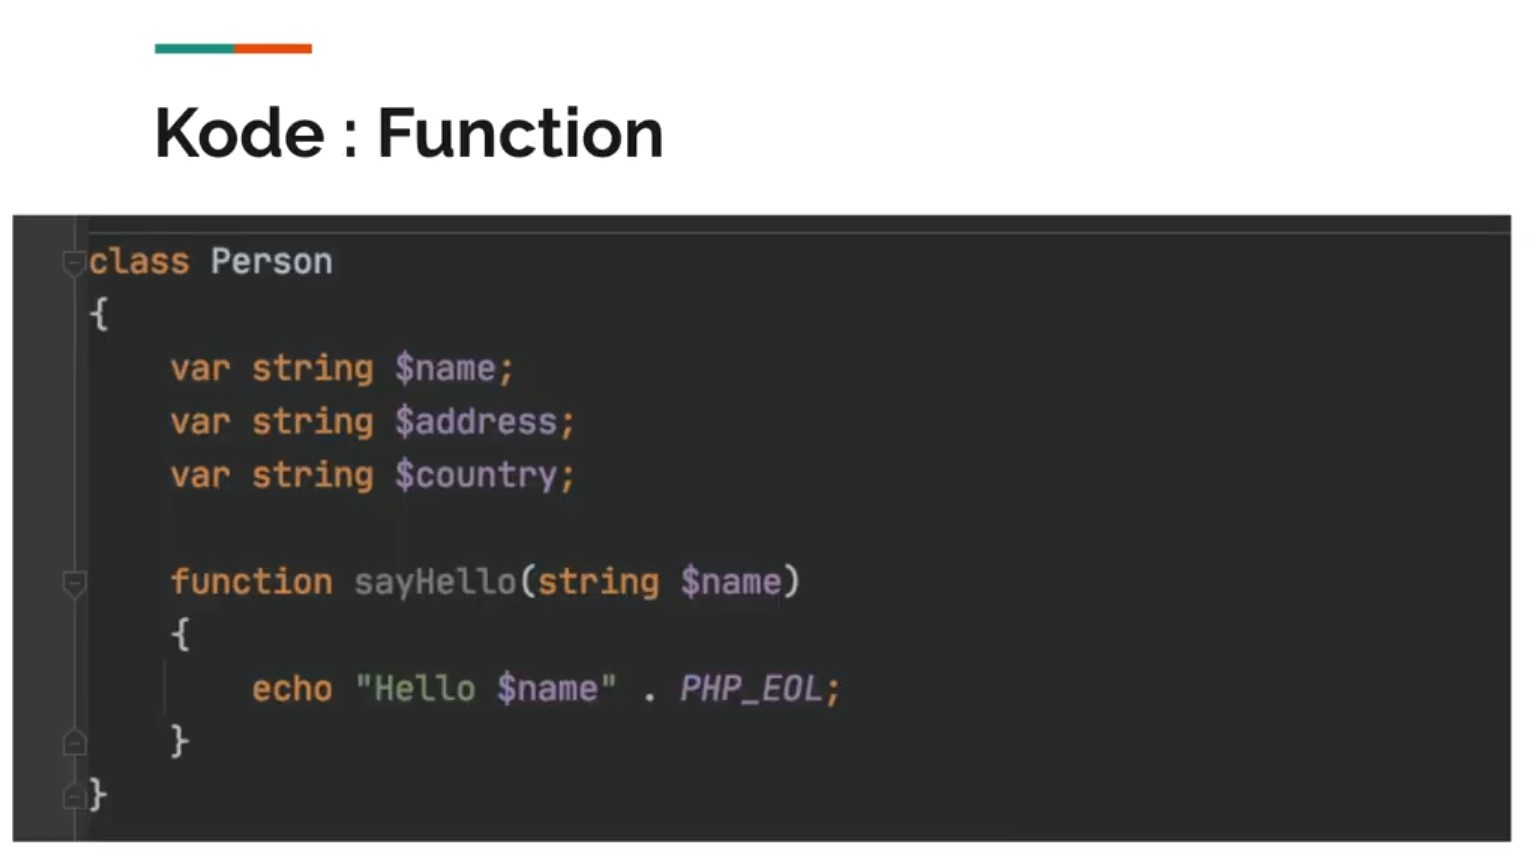 Kode : Function
class Person
{
    var string $name;
    var string $address;
    var string $country;

    function sayHello(string $name)
    {
        echo "Hello $name" . PHP_EOL;
    }
}